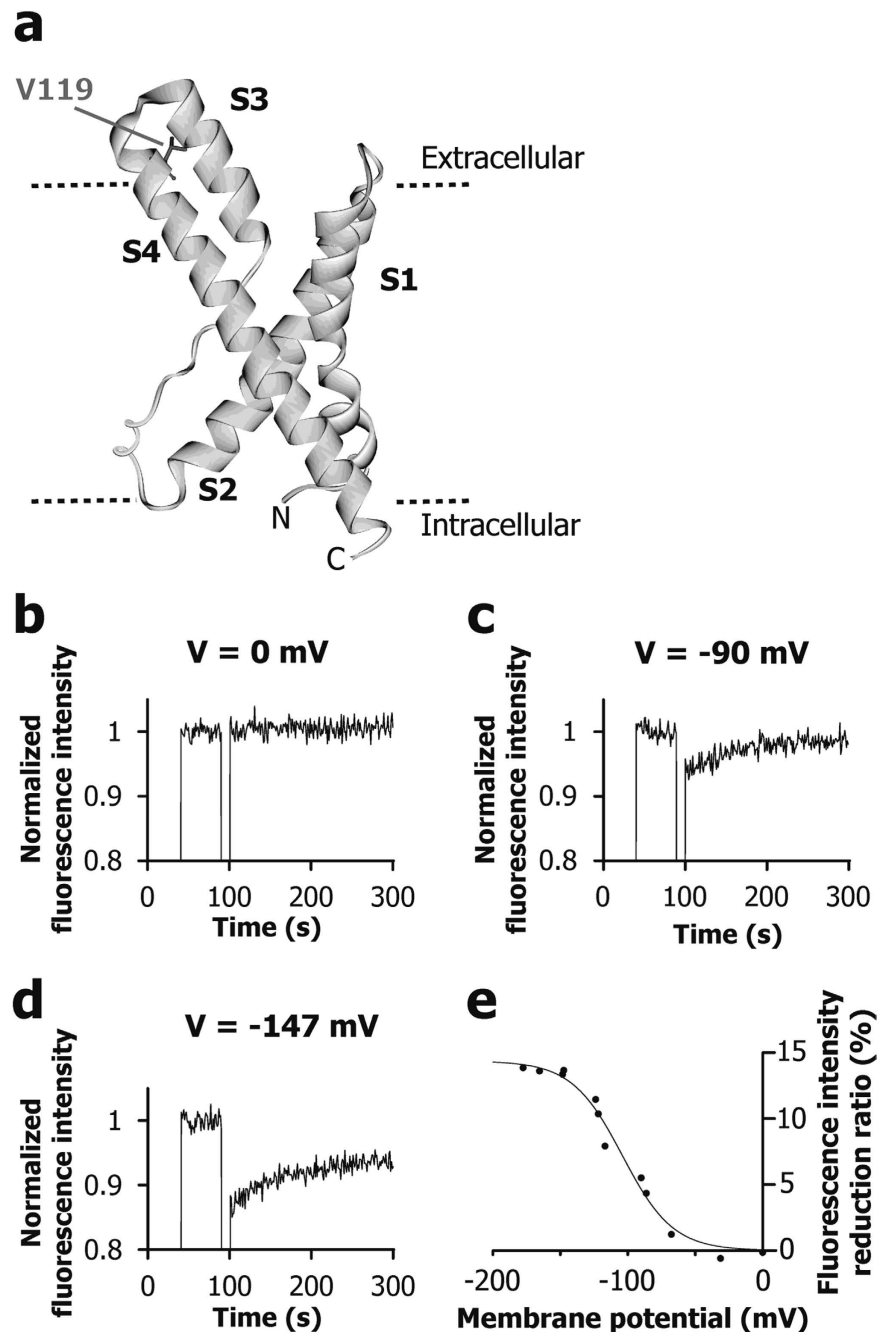 a
V119
S3
Extracellular
S4
S1
S2
N
Intracellular
C
b
V = 0 mV
Normalized
fluorescence intensity
1
0.9
0.8
0
100
200
300
Time (s)
c
V = -90 mV
Normalized
fluorescence intensity
1
0.9
0.8
0
100
200
300
Time (s)
d
V = -147 mV
Normalized
fluorescence intensity
1
0.9
0.8
0
100
200
300
Time (s)
e
15
10
5
0
Fluorescence intensity
reduction ratio (%)
-200
-100
0
Membrane potential (mV)